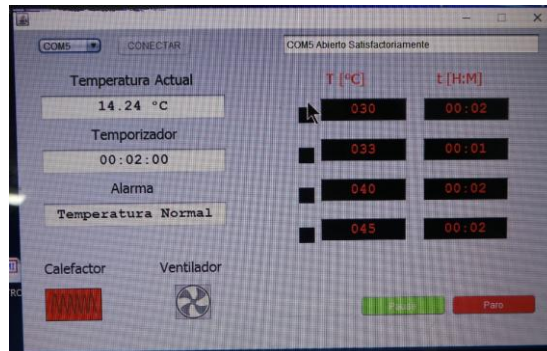 COM5
CONECTAR
COM5 Abierto Satisfactoriamente
Temperatura Actual
14.24 °C
Temporizador
00:02:00
Alarma
Temperatura Normal
Calefactor
Ventilador
T [ºC]
t [H:M]
030
00:02
033
00:01
040
00:02
045
00:02
Paro